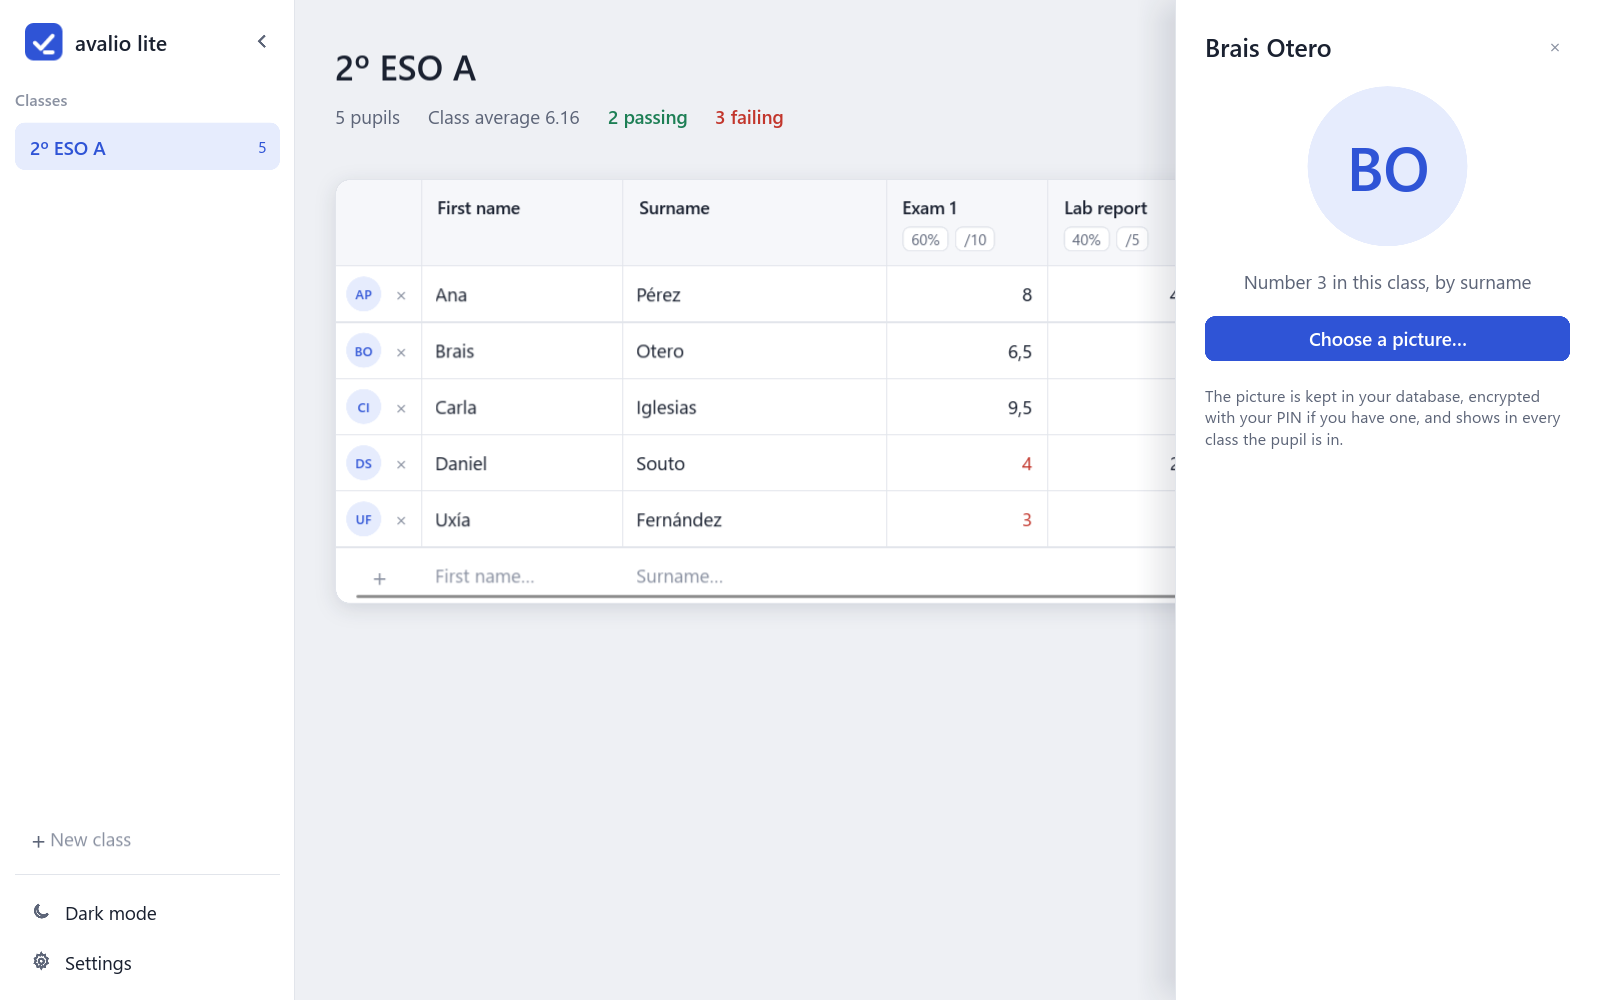 avalio lite
Classes
2º ESO A 5
+ New class
Dark mode
Settings
2º ESO A
5 pupils Class average 6.16 2 passing 3 failing
First name Surname Exam 1 Lab report
60% /10 40% /5
AP × Ana Pérez 8
BO × Brais Otero 6,5
CI × Carla Iglesias 9,5
DS × Daniel Souto 4
UF × Uxía Fernández 3
+ First name... Surname...
Brais Otero ×
BO
Number 3 in this class, by surname
Choose a picture...
The picture is kept in your database, encrypted
with your PIN if you have one, and shows in every
class the pupil is in.